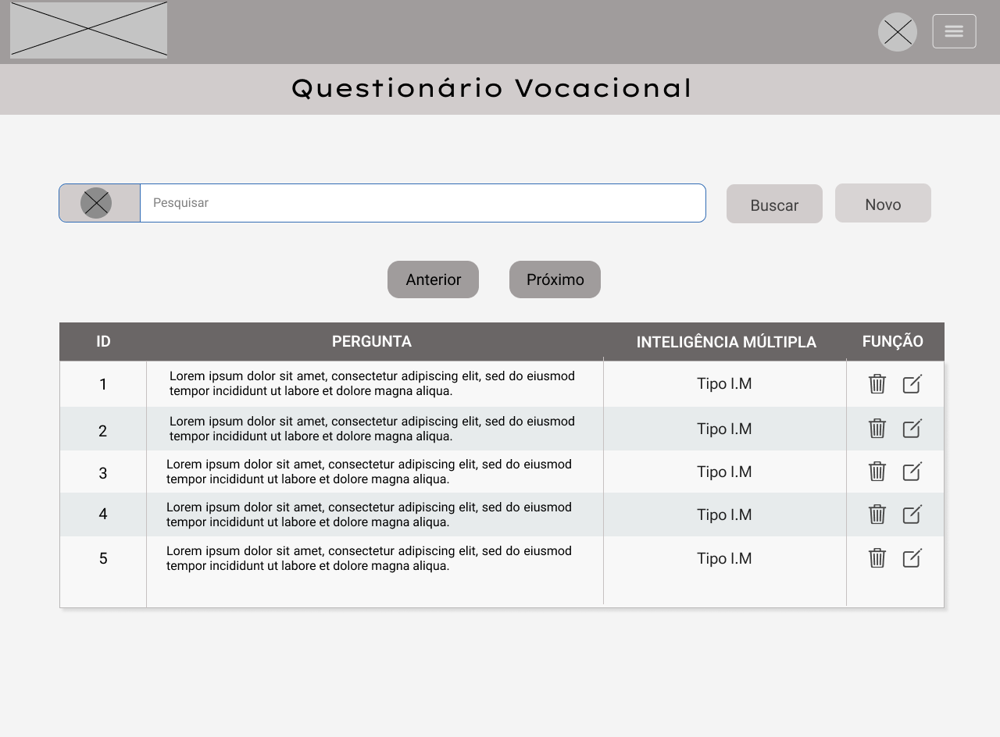 Questionário Vocacional
Pesquisar
Buscar
Novo
Anterior
Próximo
ID PERGUNTA INTELIGÊNCIA MÚLTIPLA FUNÇÃO
1 Lorem ipsum dolor sit amet, consectetur adipiscing elit, sed do eiusmod
tempor incididunt ut labore et dolore magna aliqua. Tipo I.M
2 Lorem ipsum dolor sit amet, consectetur adipiscing elit, sed do eiusmod
tempor incididunt ut labore et dolore magna aliqua. Tipo I.M
3 Lorem ipsum dolor sit amet, consectetur adipiscing elit, sed do eiusmod
tempor incididunt ut labore et dolore magna aliqua. Tipo I.M
4 Lorem ipsum dolor sit amet, consectetur adipiscing elit, sed do eiusmod
tempor incididunt ut labore et dolore magna aliqua. Tipo I.M
5 Lorem ipsum dolor sit amet, consectetur adipiscing elit, sed do eiusmod
tempor incididunt ut labore et dolore magna aliqua. Tipo I.M